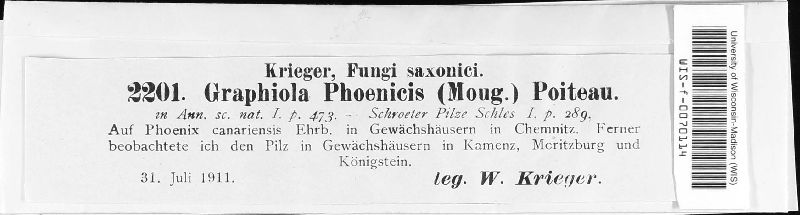 Krieger, Fungi saxonici.
2201. Graphiola Phoenicis (Moug.) Poiteau.
in Ann. sc. nat. I. p. 473. — Schroeter Pilze Schles I. p. 289.
Auf Phoenix canariensis Ehrb. in Gewächshäusern in Chemnitz. Ferner
beobachtete ich den Pilz in Gewächshäusern in Kamenz, Moritzburg und
Königstein.
31. Juli 1911. leg. W. Krieger.
University of Wisconsin-Madison (WIS)
WIS-f-0070114